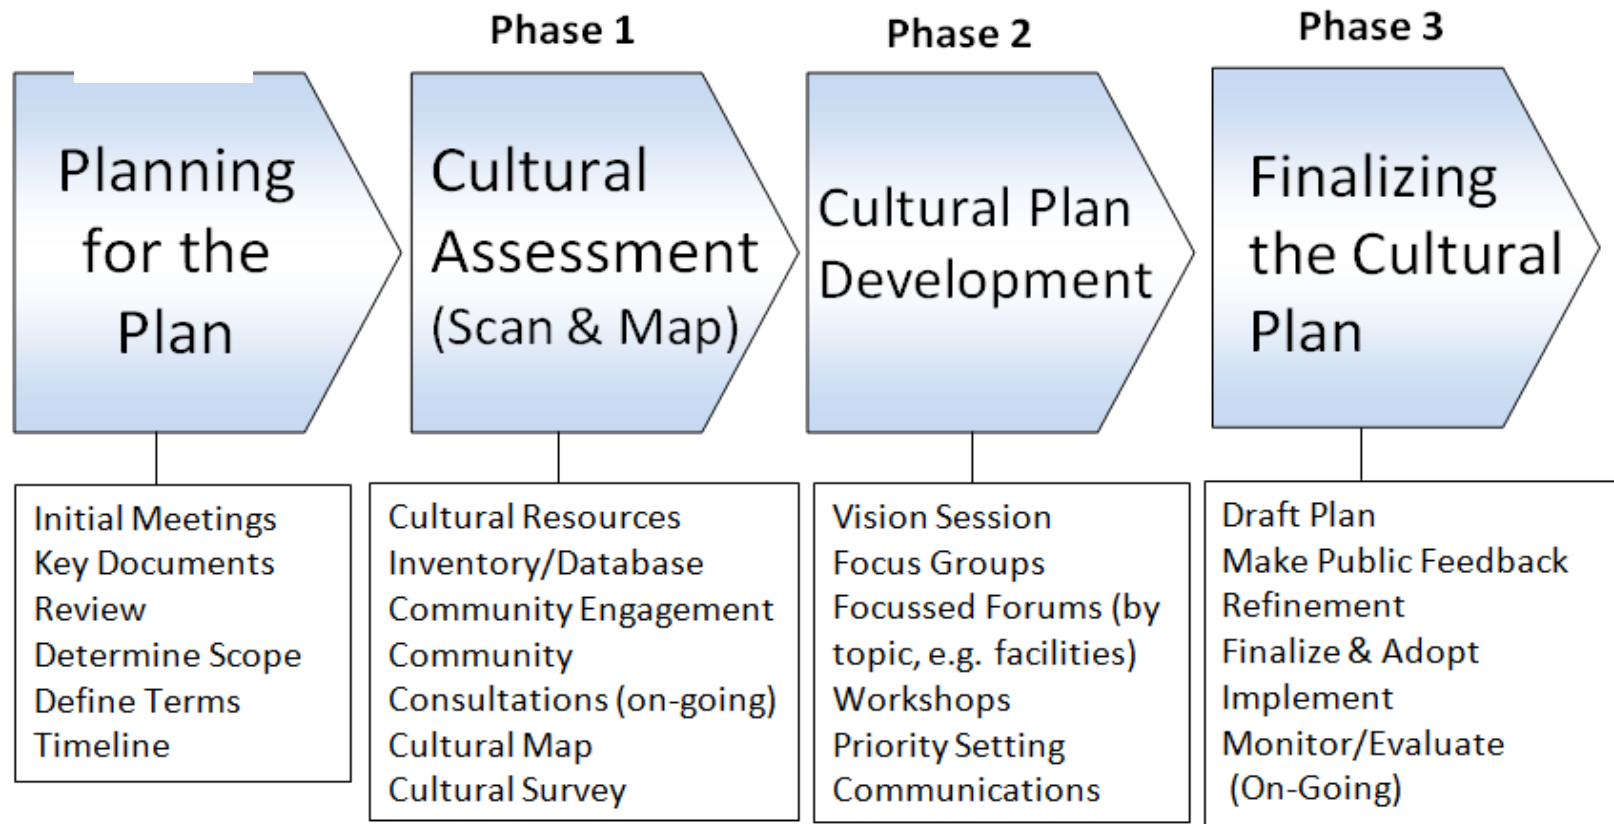 Phase 1
Phase 2
Phase 3
Planning
for the
Plan
Cultural
Assessment
(Scan & Map)
Cultural Plan
Development
Finalizing
the Cultural
Plan
Initial Meetings
Key Documents
Review
Determine Scope
Define Terms
Timeline
Cultural Resources
Inventory/Database
Community Engagement
Community
Consultations (on-going)
Cultural Map
Cultural Survey
Vision Session
Focus Groups
Focussed Forums (by
topic, e.g. facilities)
Workshops
Priority Setting
Communications
Draft Plan
Make Public Feedback
Refinement
Finalize & Adopt
Implement
Monitor/Evaluate
(On-Going)